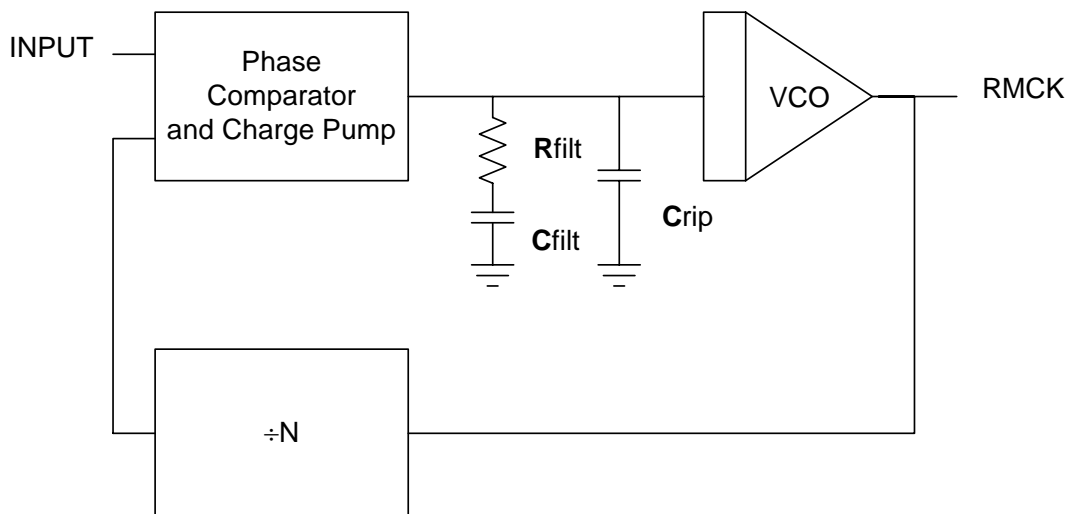 INPUT
Phase
Comparator
and Charge Pump
VCO
RMCK
Rfilt
Cfilt
Crip
÷N